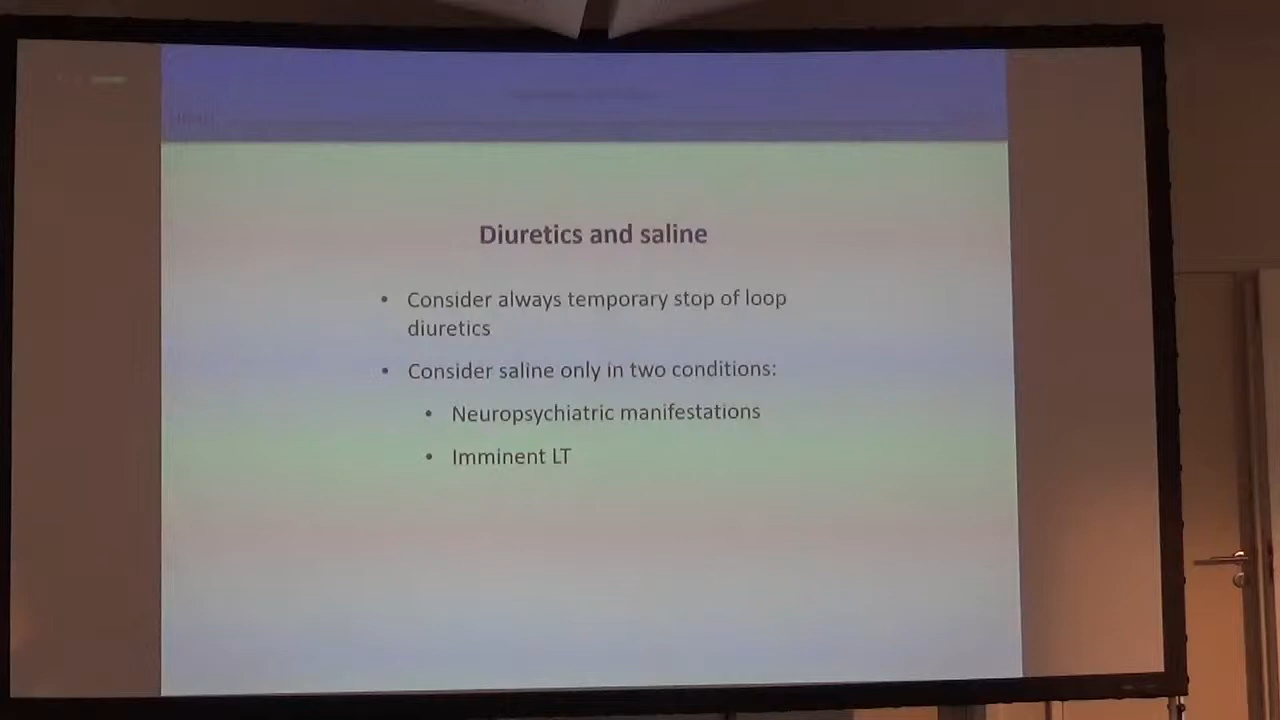 Diuretics and saline
• Consider always temporary stop of loop
diuretics
• Consider saline only in two conditions:
• Neuropsychiatric manifestations
• Imminent LT